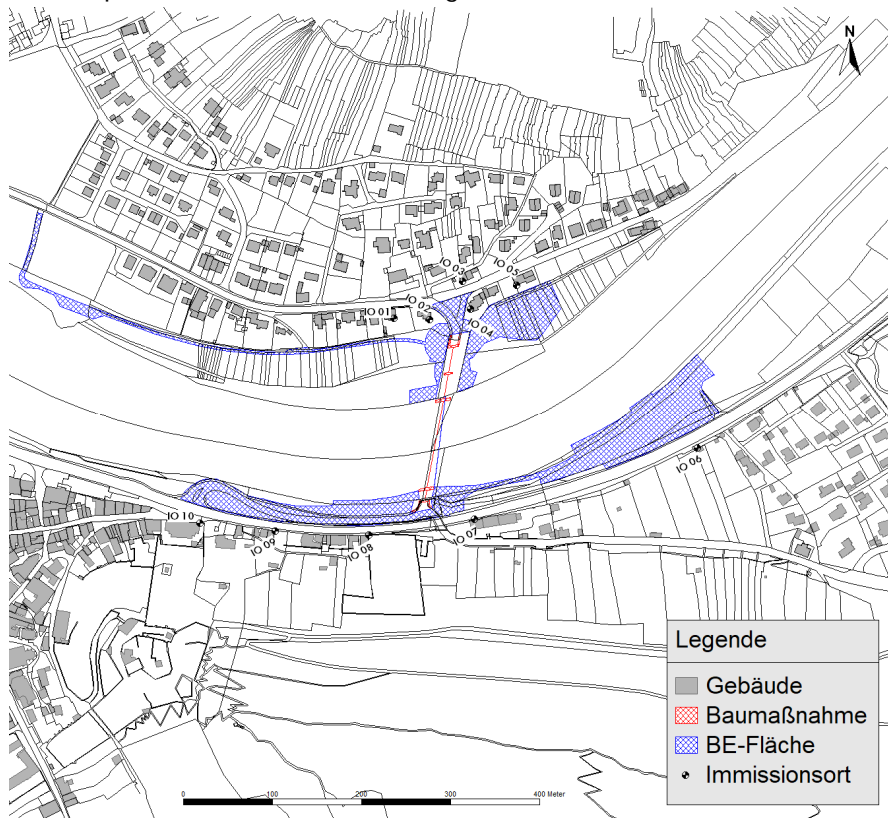 N
IO 03
IO 05
IO 02
IO 01
IO 04
IO 06
IO 10
IO 09
IO 08
IO 07
Legende
Gebäude
Baumaßnahme
BE-Fläche
Immissionsort
0 100 200 300 400 Meter